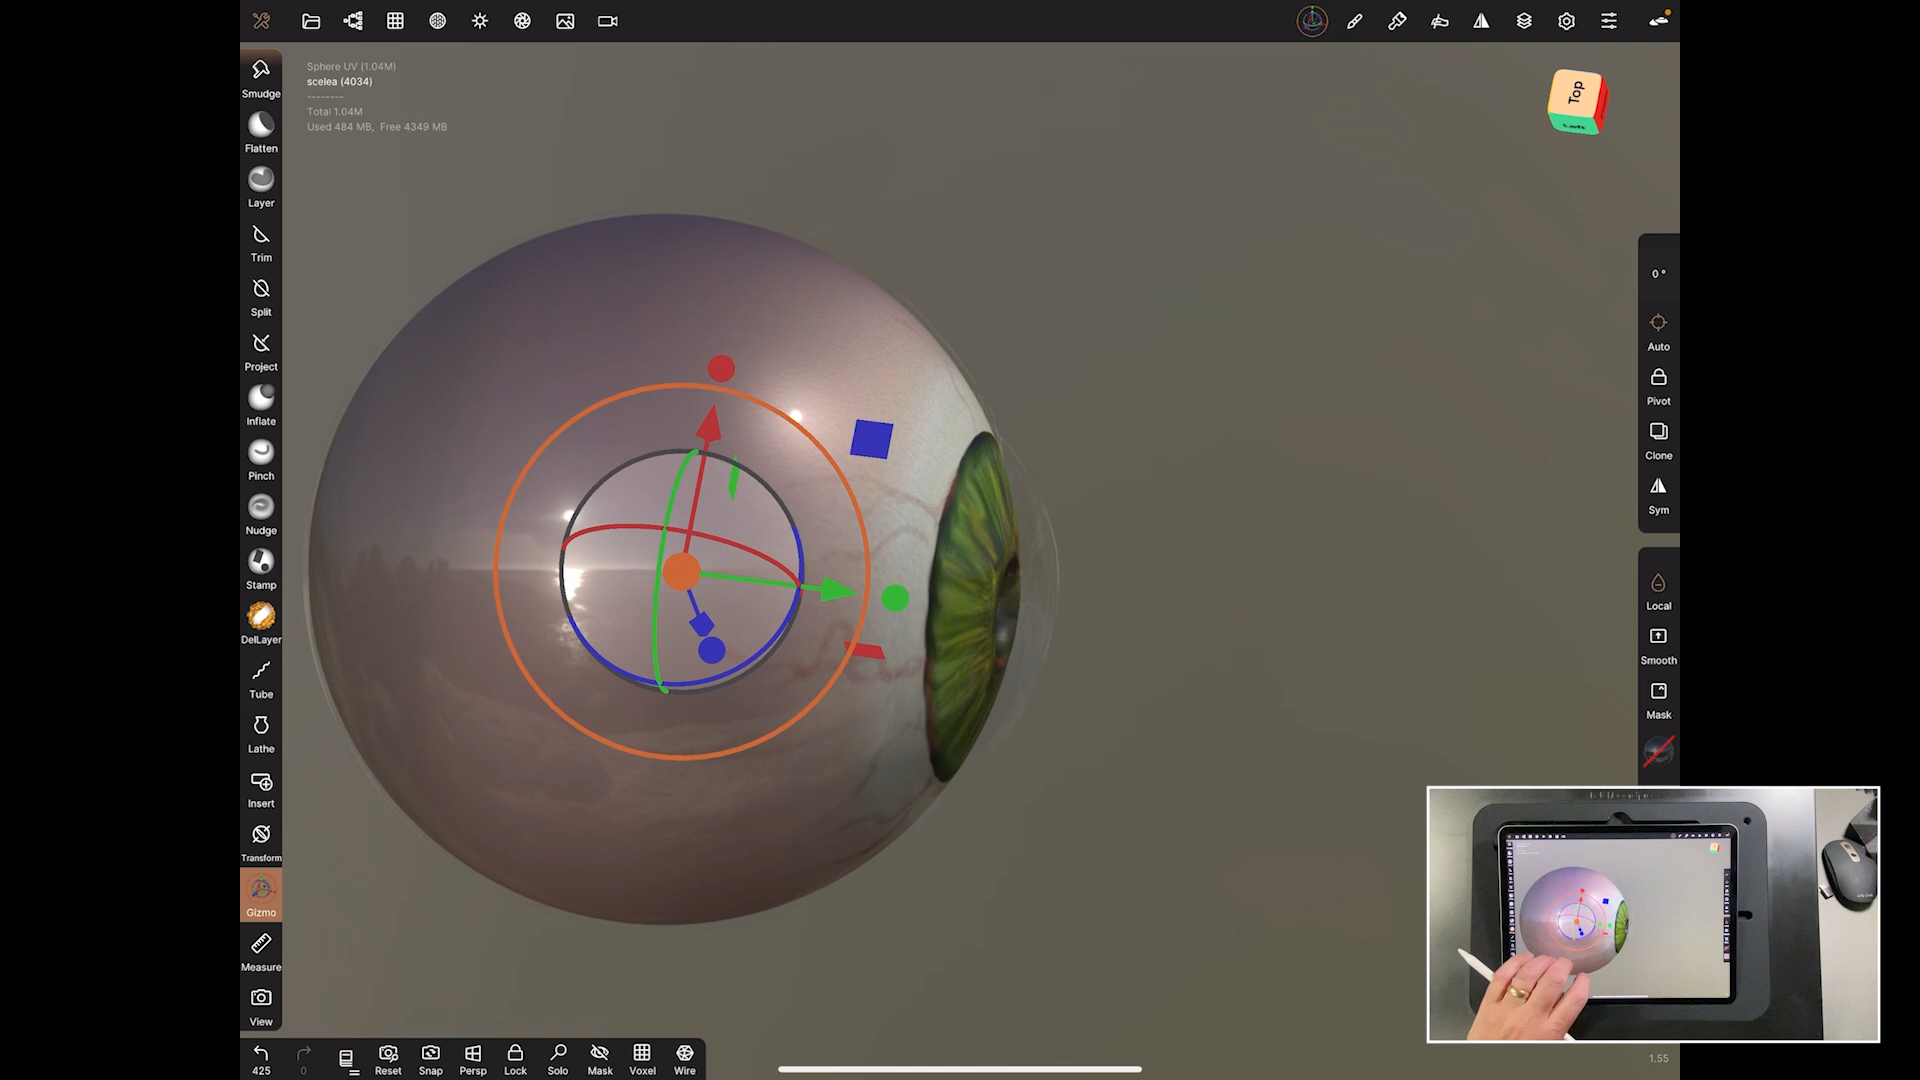 Sphere UV (1.04M)
scelea (4034)
--------
Total 1.04M
Used 484 MB, Free 4349 MB
Top
Left
Smudge
Flatten
Layer
Trim
Split
Project
Inflate
Pinch
Nudge
Stamp
DelLayer
Tube
Lathe
Insert
Transform
Gizmo
Measure
View
0°
Auto
Pivot
Clone
Sym
Local
Smooth
Mask
425
0
Reset
Snap
Persp
Lock
Solo
Mask
Voxel
Wire
1.55